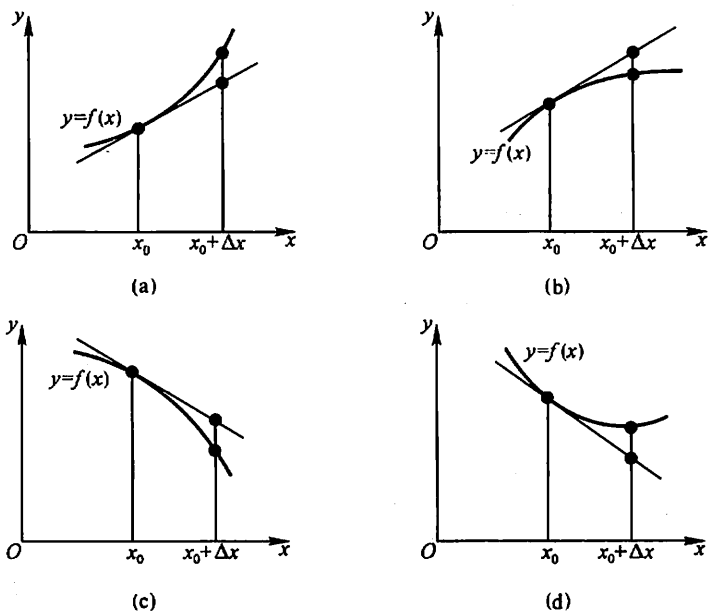 y
y
y=f(x)
y=f(x)
O x₀ x₀+Δx x
O x₀ x₀+Δx x
(a)
(b)
y
y
y=f(x)
y=f(x)
O x₀ x₀+Δx x
O x₀ x₀+Δx x
(c)
(d)